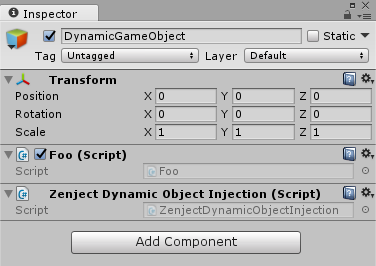 Inspector
DynamicGameObject Static
Tag Untagged Layer Default
Transform
Position X 0 Y 0 Z 0
Rotation X 0 Y 0 Z 0
Scale X 1 Y 1 Z 1
Foo (Script)
Script Foo
Zenject Dynamic Object Injection (Script)
Script ZenjectDynamicObjectInjection
Add Component